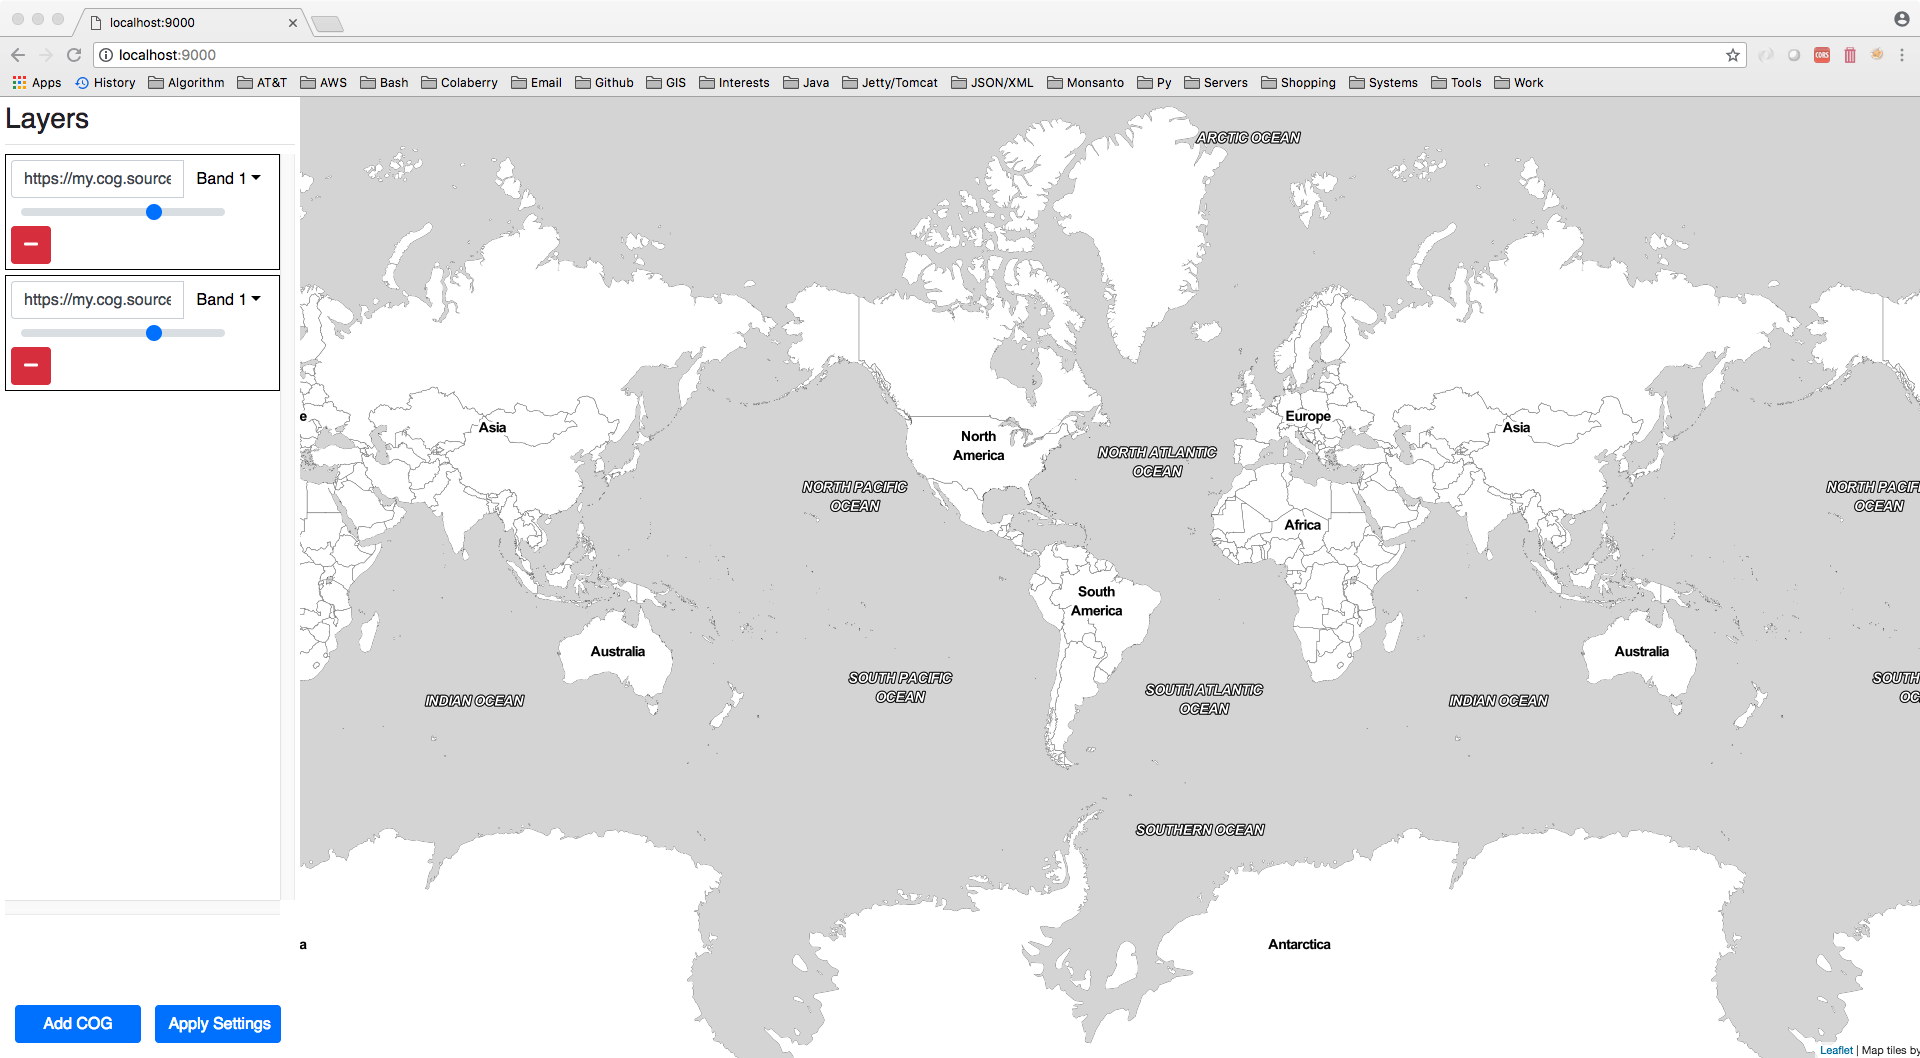 localhost:9000
localhost:9000
CORS
Apps History Algorithm AT&T AWS Bash Colaberry Email Github GIS Interests Java Jetty/Tomcat JSON/XML Monsanto Py Servers Shopping Systems Tools Work
Layers
https://my.cog.source Band 1
https://my.cog.source Band 1
Add COG Apply Settings
ARCTIC OCEAN
e
Asia
North
America
Europe
Asia
NORTH ATLANTIC
OCEAN
NORTH PACIFIC
OCEAN
NORTH PACIFI
OCEAN
Africa
South
America
Australia
Australia
SOUTH PACIFIC
OCEAN
SOUTH
OC
SOUTH ATLANTIC
OCEAN
INDIAN OCEAN
INDIAN OCEAN
SOUTHERN OCEAN
a
Antarctica
Leaflet | Map tiles by